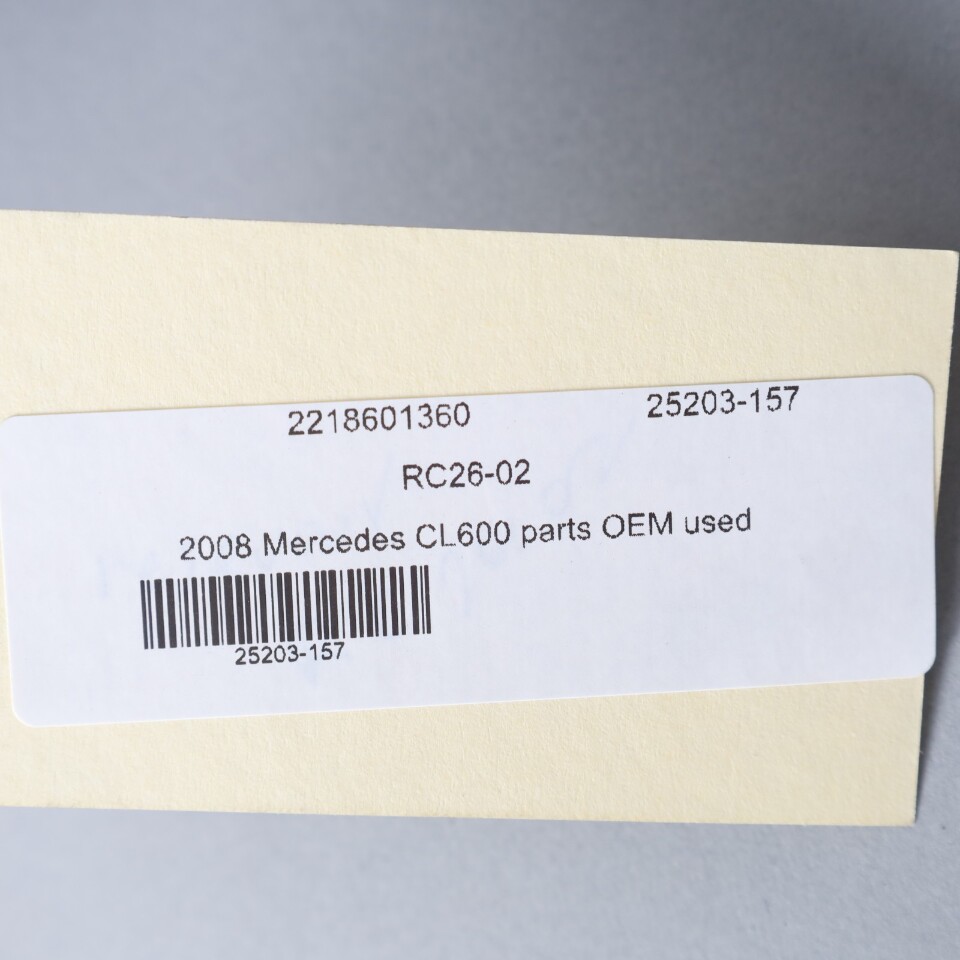 2218601360 25203-157
RC26-02
2008 Mercedes CL600 parts OEM used
25203-157